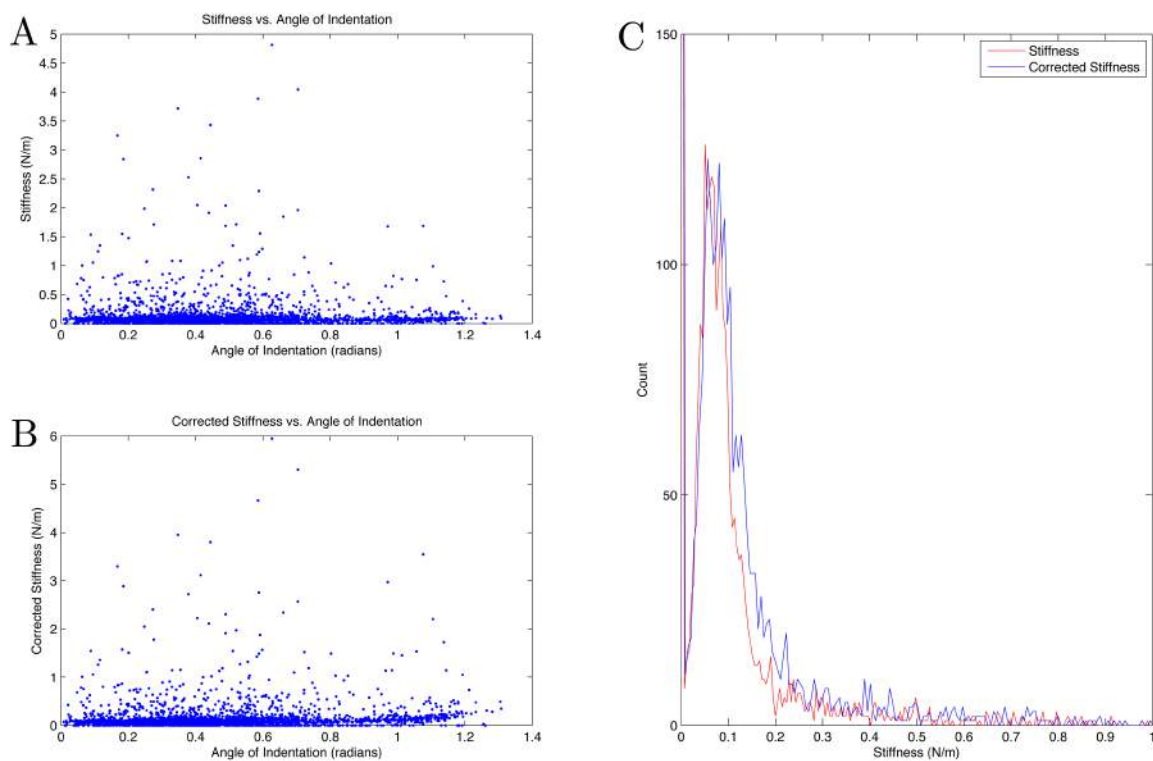 A
Stiffness vs. Angle of Indentation
5
4.5
4
3.5
3
2.5
2
1.5
1
0.5
0
Stiffness (N/m)
0 0.2 0.4 0.6 0.8 1 1.2 1.4
Angle of Indentation (radians)
B
Corrected Stiffness vs. Angle of Indentation
6
5
4
3
2
1
0
Corrected Stiffness (N/m)
0 0.2 0.4 0.6 0.8 1 1.2 1.4
Angle of Indentation (radians)
C
150
100
50
0
Count
Stiffness
Corrected Stiffness
0 0.1 0.2 0.3 0.4 0.5 0.6 0.7 0.8 0.9 1
Stiffness (N/m)